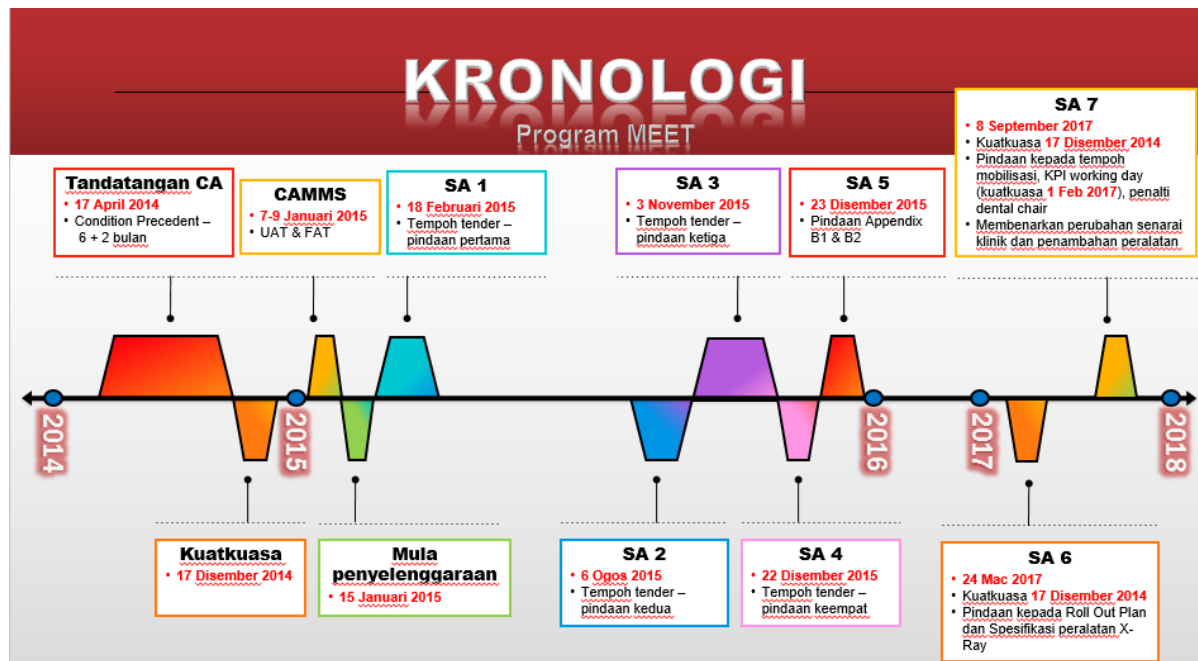 KRONOLOGI
Program MEET
Tandatangan CA
• 17 April 2014
• Condition Precedent –
6 + 2 bulan
CAMMS
• 7-9 Januari 2015
• UAT & FAT
SA 1
• 18 Februari 2015
• Tempoh tender –
pindaan pertama
SA 3
• 3 November 2015
• Tempoh tender –
pindaan ketiga
SA 5
• 23 Disember 2015
• Pindaan Appendix
B1 & B2
SA 7
• 8 September 2017
• Kuatkuasa 17 Disember 2014
• Pindaan kepada tempoh
mobilisasi, KPI working day
(kuatkuasa 1 Feb 2017), penalti
dental chair
• Membenarkan perubahan senarai
klinik dan penambahan peralatan
2014
2015
2016
2017
2018
Kuatkuasa
• 17 Disember 2014
Mula
penyelenggaraan
• 15 Januari 2015
SA 2
• 6 Ogos 2015
• Tempoh tender –
pindaan kedua
SA 4
• 22 Disember 2015
• Tempoh tender –
pindaan keempat
SA 6
• 24 Mac 2017
• Kuatkuasa 17 Disember 2014
• Pindaan kepada Roll Out Plan
dan Spesifikasi peralatan X-
Ray